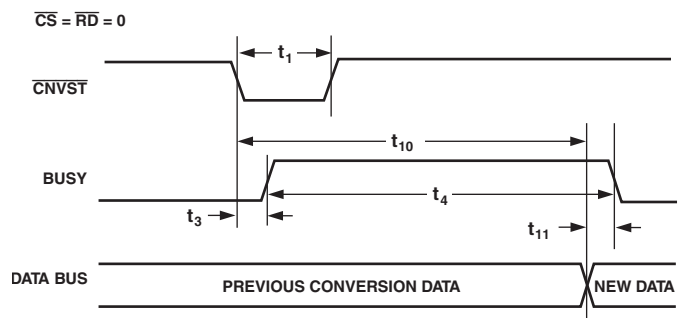 CS = RD = 0
t1
CNVST
t10
BUSY
t4
t3
t11
DATA BUS
PREVIOUS CONVERSION DATA
NEW DATA